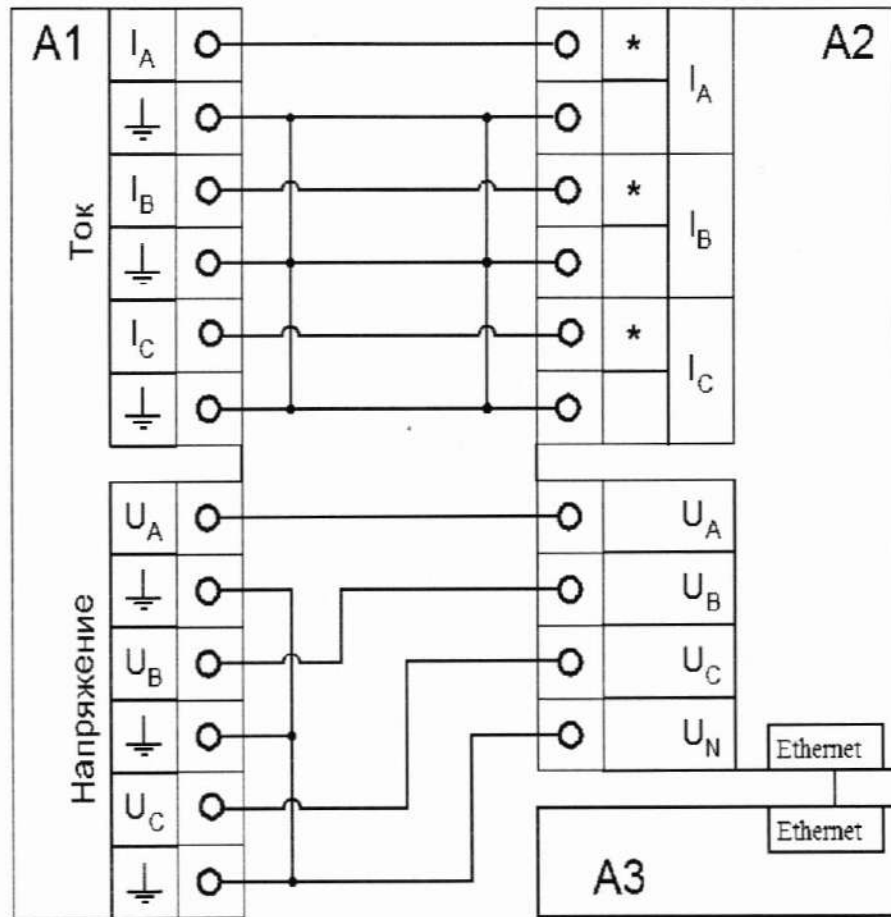 A1
A2
Ток
I_A
I_B
I_C
*
I_A
*
I_B
*
I_C
Напряжение
U_A
U_B
U_C
U_A
U_B
U_C
U_N
Ethernet
Ethernet
A3